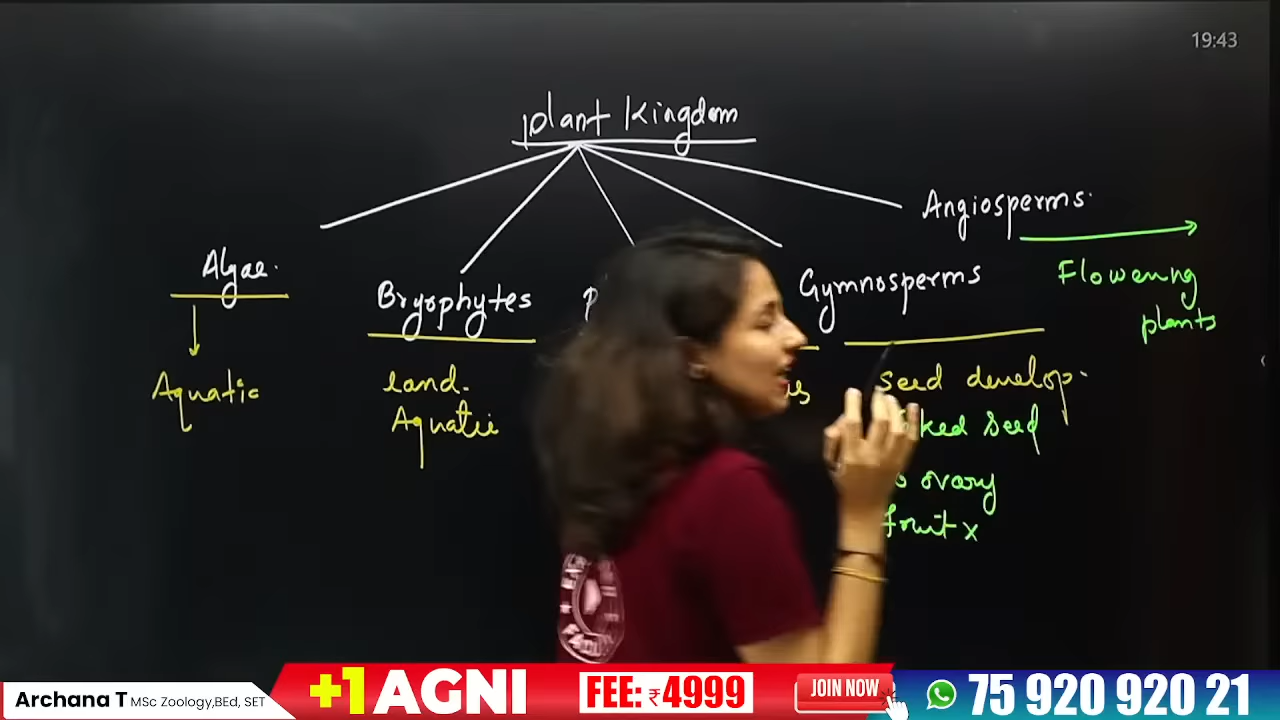 19:43
plant Kingdom
Angiosperms.
Algae.
Bryophytes
Gymnosperms
Flowering
plants
Aquatic
land.
Aquatic
seed develop.
seed
ovary
fruit x
Archana T MSc Zoology,BEd, SET
+1 AGNI
FEE: ₹4999
JOIN NOW
75 920 920 21